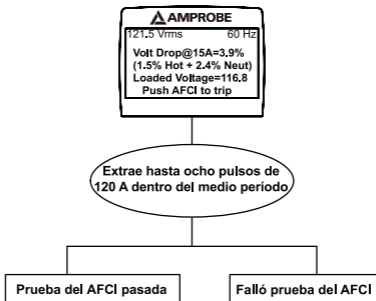 AMPROBE
121.5 Vrms 60 Hz
Volt Drop@15A=3.9%
(1.5% Hot + 2.4% Neut)
Loaded Voltage=116.8
Push AFCI to trip
Extrae hasta ocho pulsos de
120 A dentro del medio período
Prueba del AFCI pasada
Falló prueba del AFCI